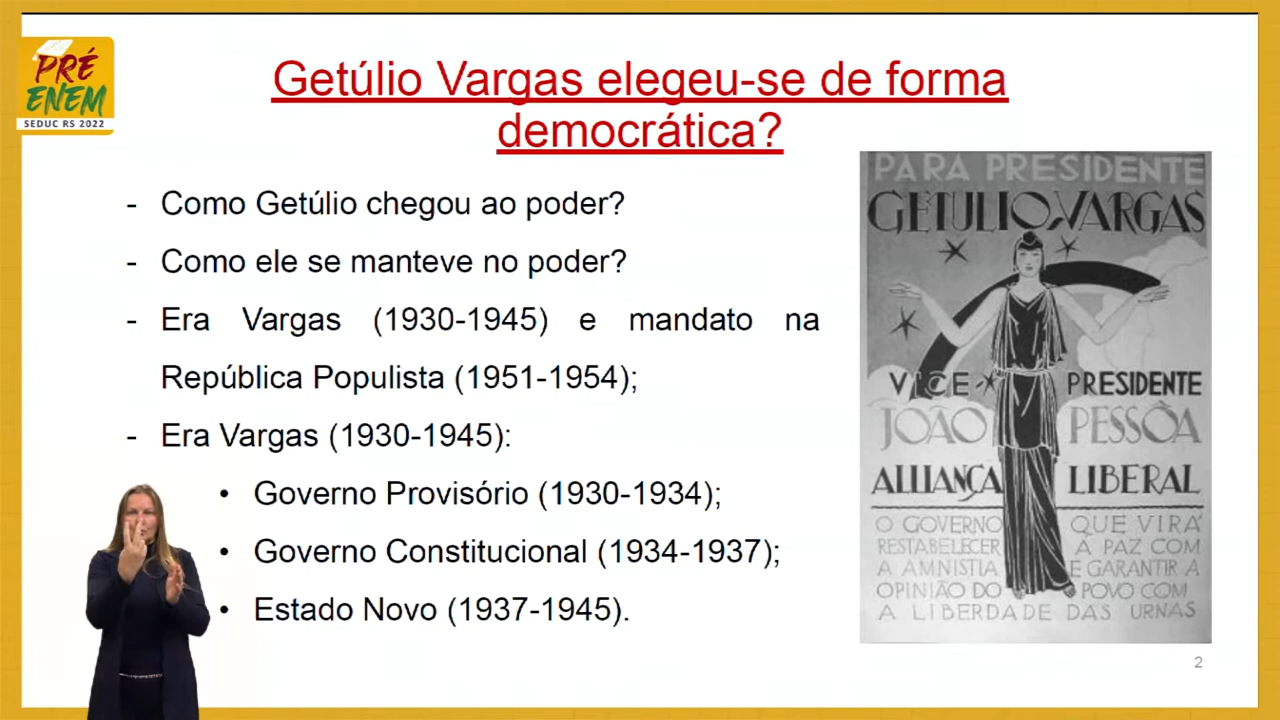 PRÉ
ENEM
SEDUC RS 2022
Getúlio Vargas elegeu-se de forma
democrática?
- Como Getúlio chegou ao poder?
- Como ele se manteve no poder?
- Era Vargas (1930-1945) e mandato na
República Populista (1951-1954);
- Era Vargas (1930-1945):
• Governo Provisório (1930-1934);
• Governo Constitucional (1934-1937);
• Estado Novo (1937-1945).
PARA PRESIDENTE
GETULIO VARGAS
VICE PRESIDENTE
JOÃO PESSÔA
ALLIANÇA LIBERAL
O GOVERNO QUE VIRÁ
RESTABELECER A PAZ COM
A AMNISTIA E GARANTIR A
OPINIÃO DO POVO COM
A LIBERDADE DAS URNAS
2